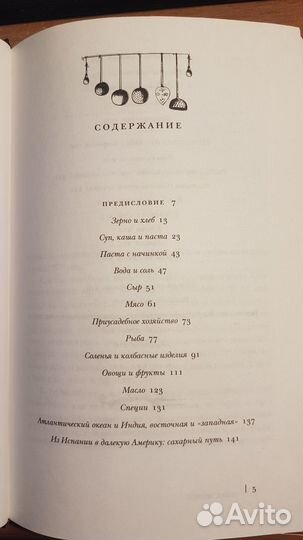 СОДЕРЖАНИЕ
ПРЕДИСЛОВИЕ 7
Зерно и хлеб 13
Суп, каша и паста 23
Паста с начинкой 43
Вода и соль 47
Сыр 51
Мясо 61
Приусадебное хозяйство 73
Рыба 77
Соленья и колбасные изделия 91
Овощи и фрукты 111
Масло 123
Специи 131
Атлантический океан и Индия, восточная и «западная» 137
Из Испании в далекую Америку: сахарный путь 141
| 5
Avito